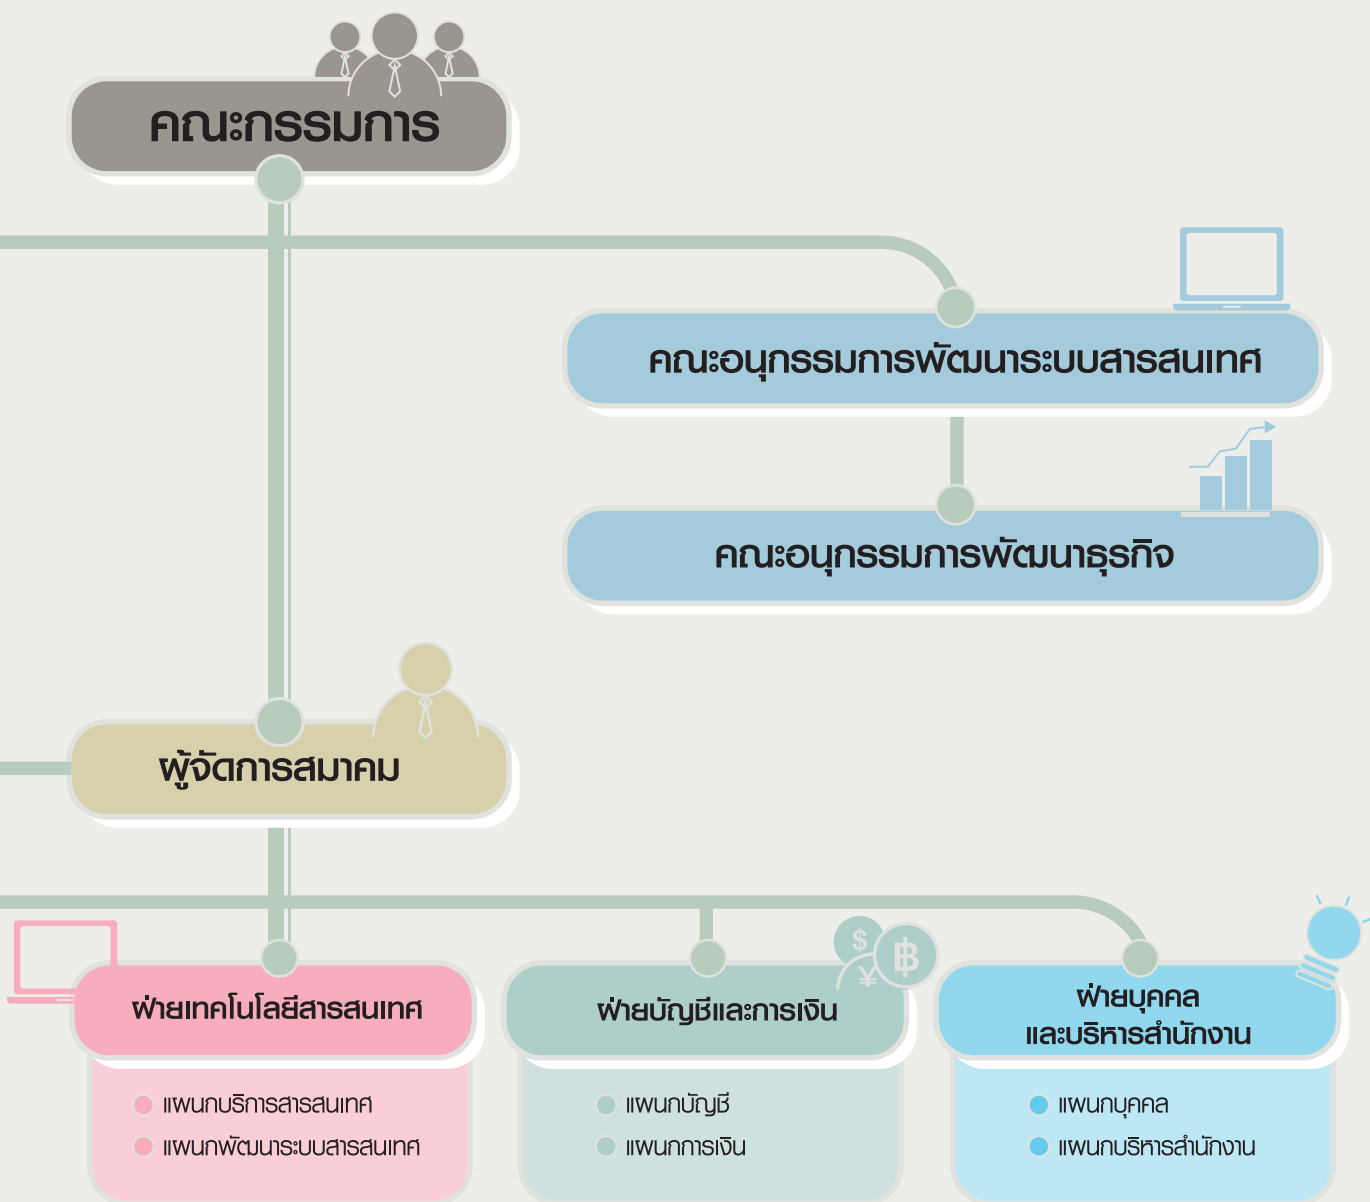 คณะกรรมการ
คณะอนุกรรมการพัฒนาระบบสารสนเทศ
คณะอนุกรรมการพัฒนาธุรกิจ
ผู้จัดการสมาคม
ฝ่ายเทคโนโลยีสารสนเทศ
แผนกบริการสารสนเทศ
แผนกพัฒนาระบบสารสนเทศ
$
¥
฿
ฝ่ายบัญชีและการเงิน
แผนกบัญชี
แผนกการเงิน
ฝ่ายบุคคล
และบริหารสำนักงาน
แผนกบุคคล
แผนกบริหารสำนักงาน